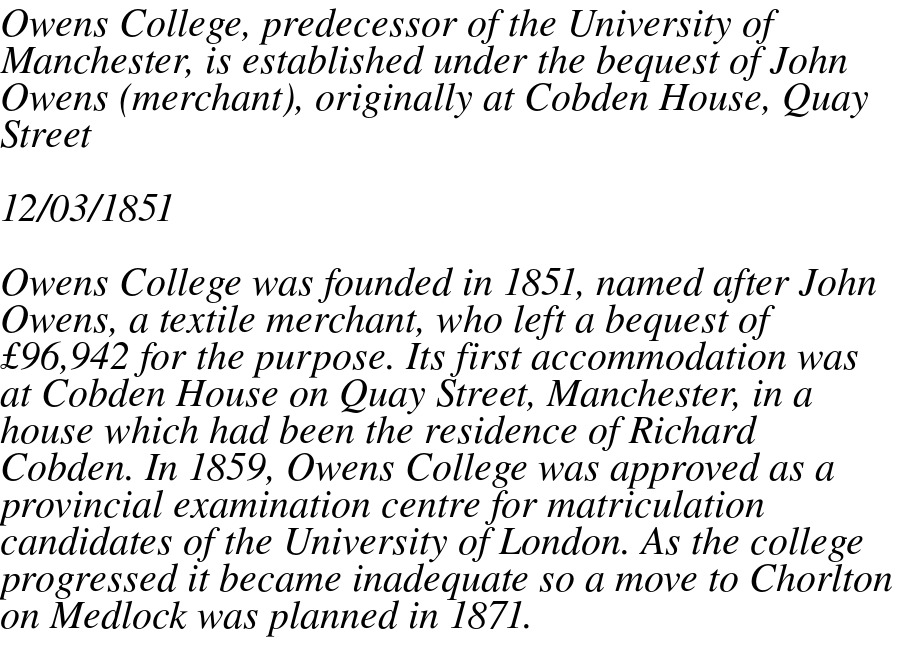 Owens College, predecessor of the University of
Manchester, is established under the bequest of John
Owens (merchant), originally at Cobden House, Quay
Street
12/03/1851
Owens College was founded in 1851, named after John
Owens, a textile merchant, who left a bequest of
£96,942 for the purpose. Its first accommodation was
at Cobden House on Quay Street, Manchester, in a
house which had been the residence of Richard
Cobden. In 1859, Owens College was approved as a
provincial examination centre for matriculation
candidates of the University of London. As the college
progressed it became inadequate so a move to Chorlton
on Medlock was planned in 1871.